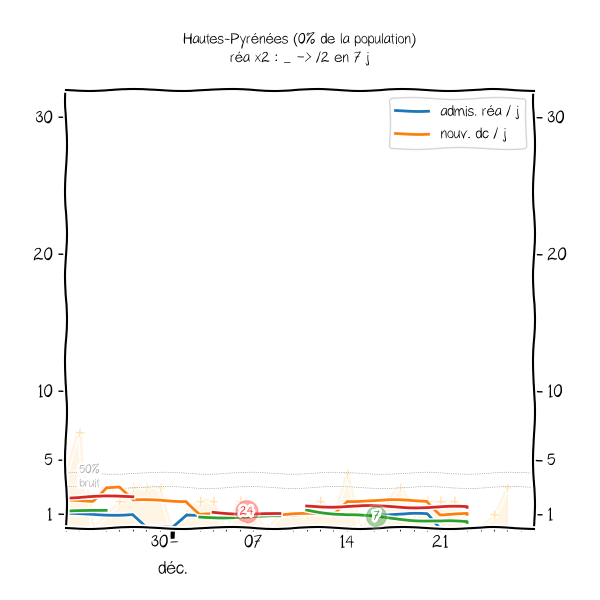 Hautes-Pyrénées (0% de la population)
réa x2 : _ -> /2 en 7 j
admis. réa / j
nouv. dc / j
30
30
20
20
10
10
5
5
50%
bruit
24
7
1
1
30
07
14
21
déc.